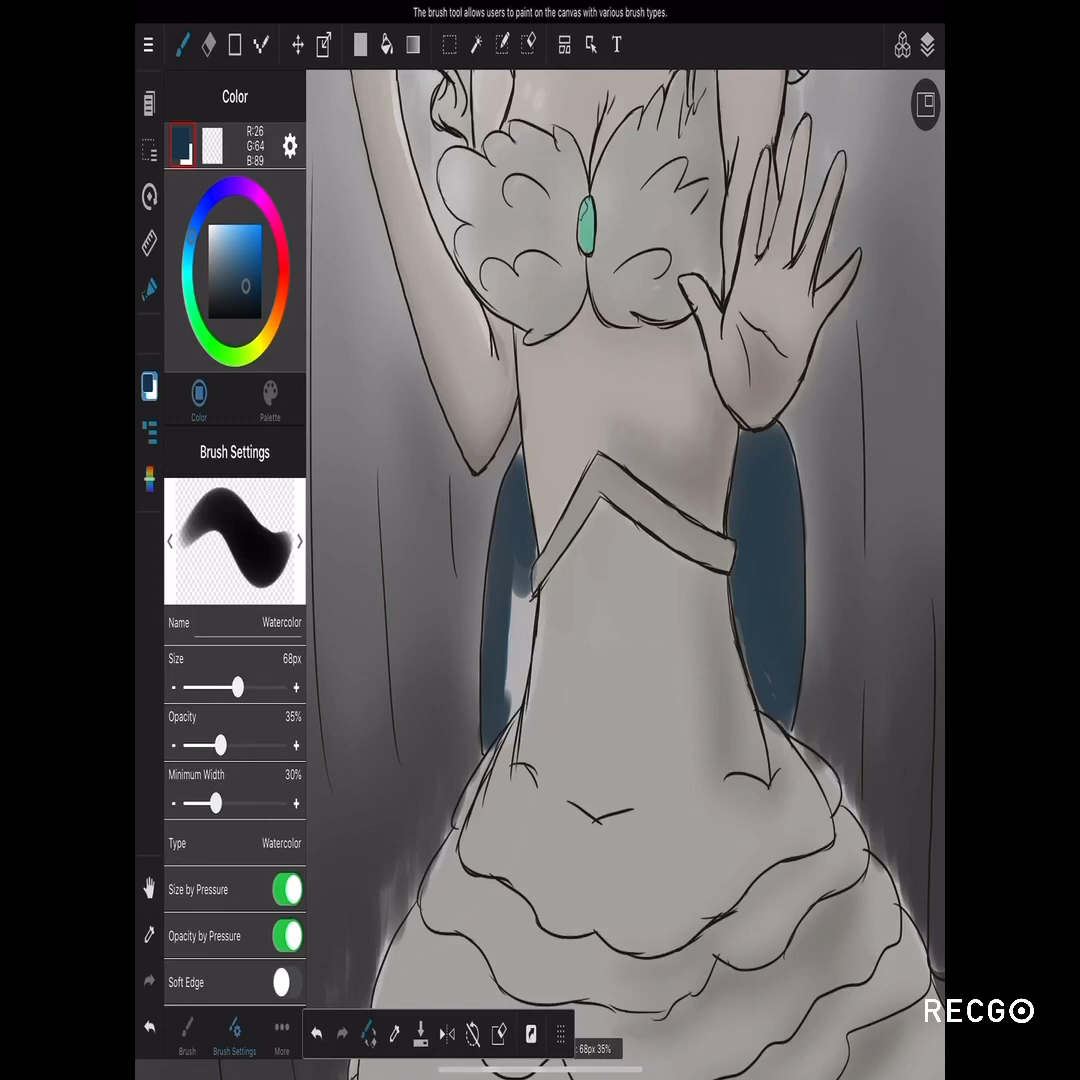 The brush tool allows users to paint on the canvas with various brush types.
T
Color
R:26
G:64
B:89
Color
Palette
Brush Settings
Name Watercolor
Size 68px
- +
Opacity 35%
- +
Minimum Width 30%
- +
Type Watercolor
Size by Pressure
Opacity by Pressure
Soft Edge
Brush
Brush Settings
More
: 68px 35%
RECGO